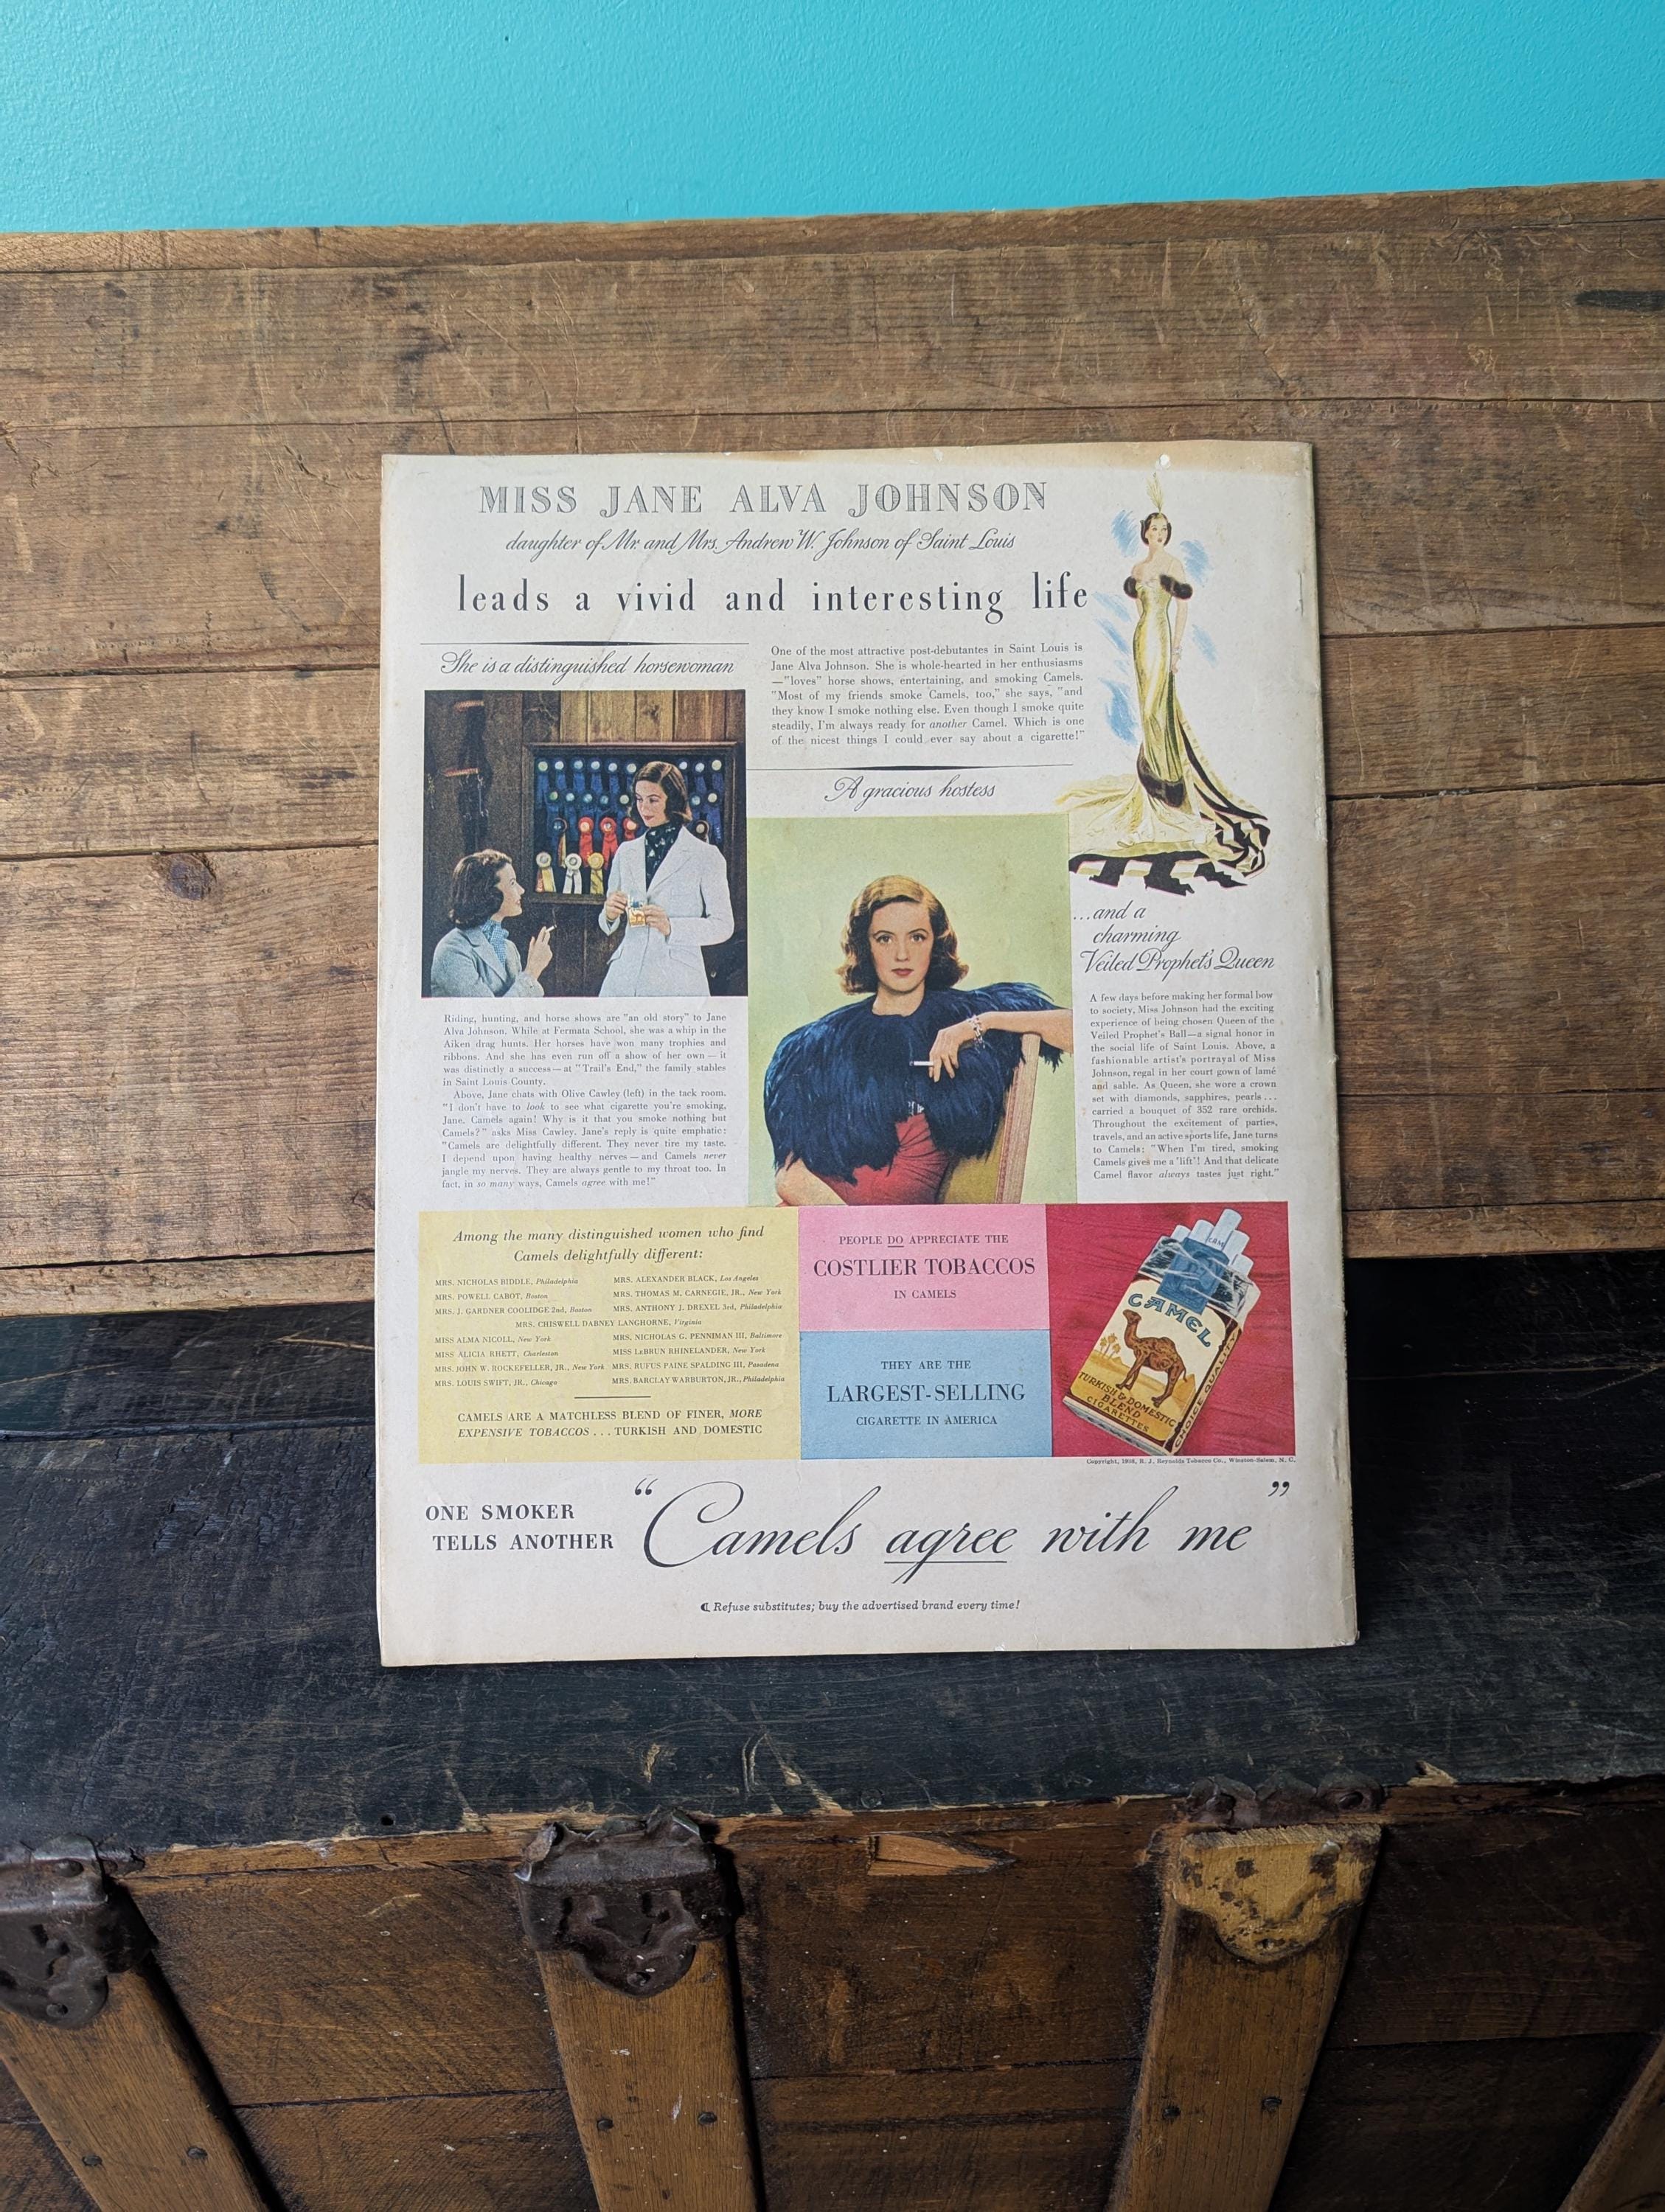 MISS JANE ALVA JOHNSON
daughter of Mr. and Mrs. Andrew W. Johnson of Saint Louis
leads a vivid and interesting life
She is a distinguished horsewoman
One of the most attractive post-debutantes in Saint Louis is
Jane Alva Johnson. She is whole-hearted in her enthusiasms
—"loves" horse shows, entertaining, and smoking Camels.
"Most of my friends smoke Camels, too," she says, "and
they know I smoke nothing else. Even though I smoke quite
steadily, I'm always ready for another Camel. Which is one
of the nicest things I could ever say about a cigarette!"
A gracious hostess
Riding, hunting, and horse shows are "an old story" to Jane
Alva Johnson. While at Fermata School, she was a whip in the
Aiken drag hunts. Her horses have won many trophies and
ribbons. And she has even run off a show of her own — it
was distinctly a success — at "Trail's End," the family stables
in Saint Louis County.
Above, Jane chats with Olive Cawley (left) in the tack room.
"I don't have to look to see what cigarette you're smoking,
Jane. Camels again! Why is it that you smoke nothing but
Camels?" asks Miss Cawley. Jane's reply is quite emphatic:
"Camels are delightfully different. They never tire my taste.
I depend upon having healthy nerves — and Camels never
jangle my nerves. They are always gentle to my throat too. In
fact, in so many ways, Camels agree with me!"
...and a
charming
Veiled Prophet's Queen
A few days before making her formal bow
to society, Miss Johnson had the exciting
experience of being chosen Queen of the
Veiled Prophet's Ball—a signal honor in
the social life of Saint Louis. Above, a
fashionable artist's portrayal of Miss
Johnson, regal in her court gown of lamé
and sable. As Queen, she wore a crown
set with diamonds, sapphires, pearls...
carried a bouquet of 352 rare orchids.
Throughout the excitement of parties,
travels, and an active sports life, Jane turns
to Camels: "When I'm tired, smoking
Camels gives me a 'lift'! And that delicate
Camel flavor always tastes just right."
Among the many distinguished women who find
Camels delightfully different:
MRS. NICHOLAS BIDDLE, Philadelphia
MRS. POWELL CABOT, Boston
MRS. J. GARDNER COOLIDGE 2nd, Boston
MRS. ALEXANDER BLACK, Los Angeles
MRS. THOMAS M. CARNEGIE, JR., New York
MRS. ANTHONY J. DREXEL 3rd, Philadelphia
MRS. CHISWELL DABNEY LANGHORNE, Virginia
MISS ALMA NICOLL, New York
MISS ALICIA RHETT, Charleston
MRS. JOHN W. ROCKEFELLER, JR., New York
MRS. LOUIS SWIFT, JR., Chicago
MRS. NICHOLAS G. PENNIMAN III, Baltimore
MISS LeBRUN RHINELANDER, New York
MRS. RUFUS PAINE SPALDING III, Pasadena
MRS. BARCLAY WARBURTON, JR., Philadelphia
CAMELS ARE A MATCHLESS BLEND OF FINER, MORE
EXPENSIVE TOBACCOS . . . TURKISH AND DOMESTIC
PEOPLE DO APPRECIATE THE
COSTLIER TOBACCOS
IN CAMELS
THEY ARE THE
LARGEST-SELLING
CIGARETTE IN AMERICA
CAMEL
TURKISH & DOMESTIC
BLEND
CIGARETTES
CHOICE QUALITY
Copyright, 1938, R. J. Reynolds Tobacco Co., Winston-Salem, N. C.
ONE SMOKER
TELLS ANOTHER
"Camels agree with me"
Refuse substitutes; buy the advertised brand every time!